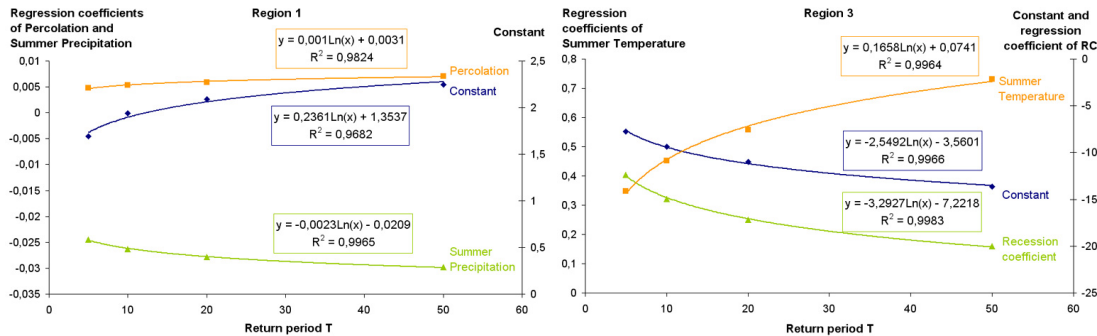 Regression coefficients
of Percolation and
Summer Precipitation
Region 1
Constant
y = 0,001Ln(x) + 0,0031
R² = 0,9824
Percolation
Constant
y = 0,2361Ln(x) + 1,3537
R² = 0,9682
y = -0,0023Ln(x) - 0,0209
R² = 0,9965
Summer
Precipitation
0,01
0,005
0
-0,005
-0,01
-0,015
-0,02
-0,025
-0,03
-0,035
2,5
2
1,5
1
0,5
0
0 10 20 30 40 50 60
Return period T
Regression
coefficients of
Summer Temperature
Region 3
Constant and
regression
coefficient of RC
y = 0,1658Ln(x) + 0,0741
R² = 0,9964
Summer
Temperature
y = -2,5492Ln(x) - 3,5601
R² = 0,9966
Constant
y = -3,2927Ln(x) - 7,2218
R² = 0,9983
Recession
coefficient
0,8
0,7
0,6
0,5
0,4
0,3
0,2
0,1
0
0
-5
-10
-15
-20
-25
0 10 20 30 40 50 60
Return period T